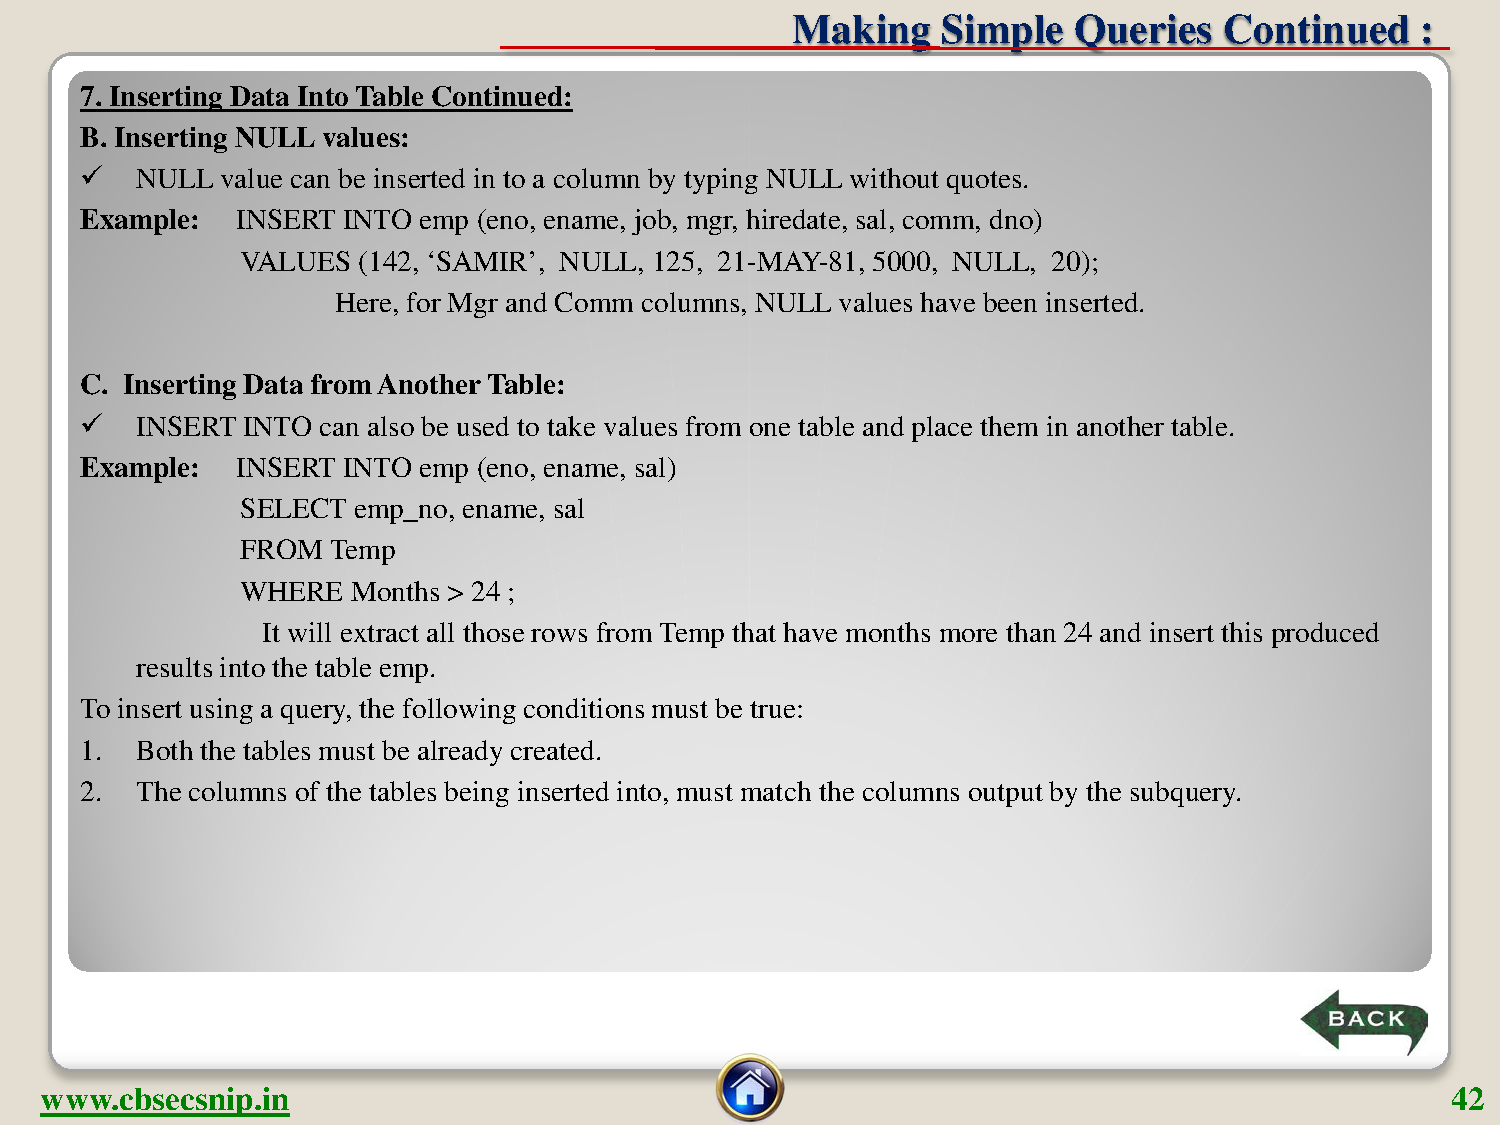 Making Simple Queries Continued :
7. Inserting Data Into Table Continued:
B. Inserting NULL values:
✓ NULL value can be inserted in to a column by typing NULL without quotes.
Example: INSERT INTO emp (eno, ename, job, mgr, hiredate, sal, comm, dno)
VALUES (142, ‘SAMIR’, NULL, 125, 21-MAY-81, 5000, NULL, 20);
Here, for Mgr and Comm columns, NULL values have been inserted.
C. Inserting Data from Another Table:
✓ INSERT INTO can also be used to take values from one table and place them in another table.
Example: INSERT INTO emp (eno, ename, sal)
SELECT emp_no, ename, sal
FROM Temp
WHERE Months > 24 ;
It will extract all those rows from Temp that have months more than 24 and insert this produced
results into the table emp.
To insert using a query, the following conditions must be true:
1. Both the tables must be already created.
2. The columns of the tables being inserted into, must match the columns output by the subquery.
BACK
www.cbsecsnip.in
42